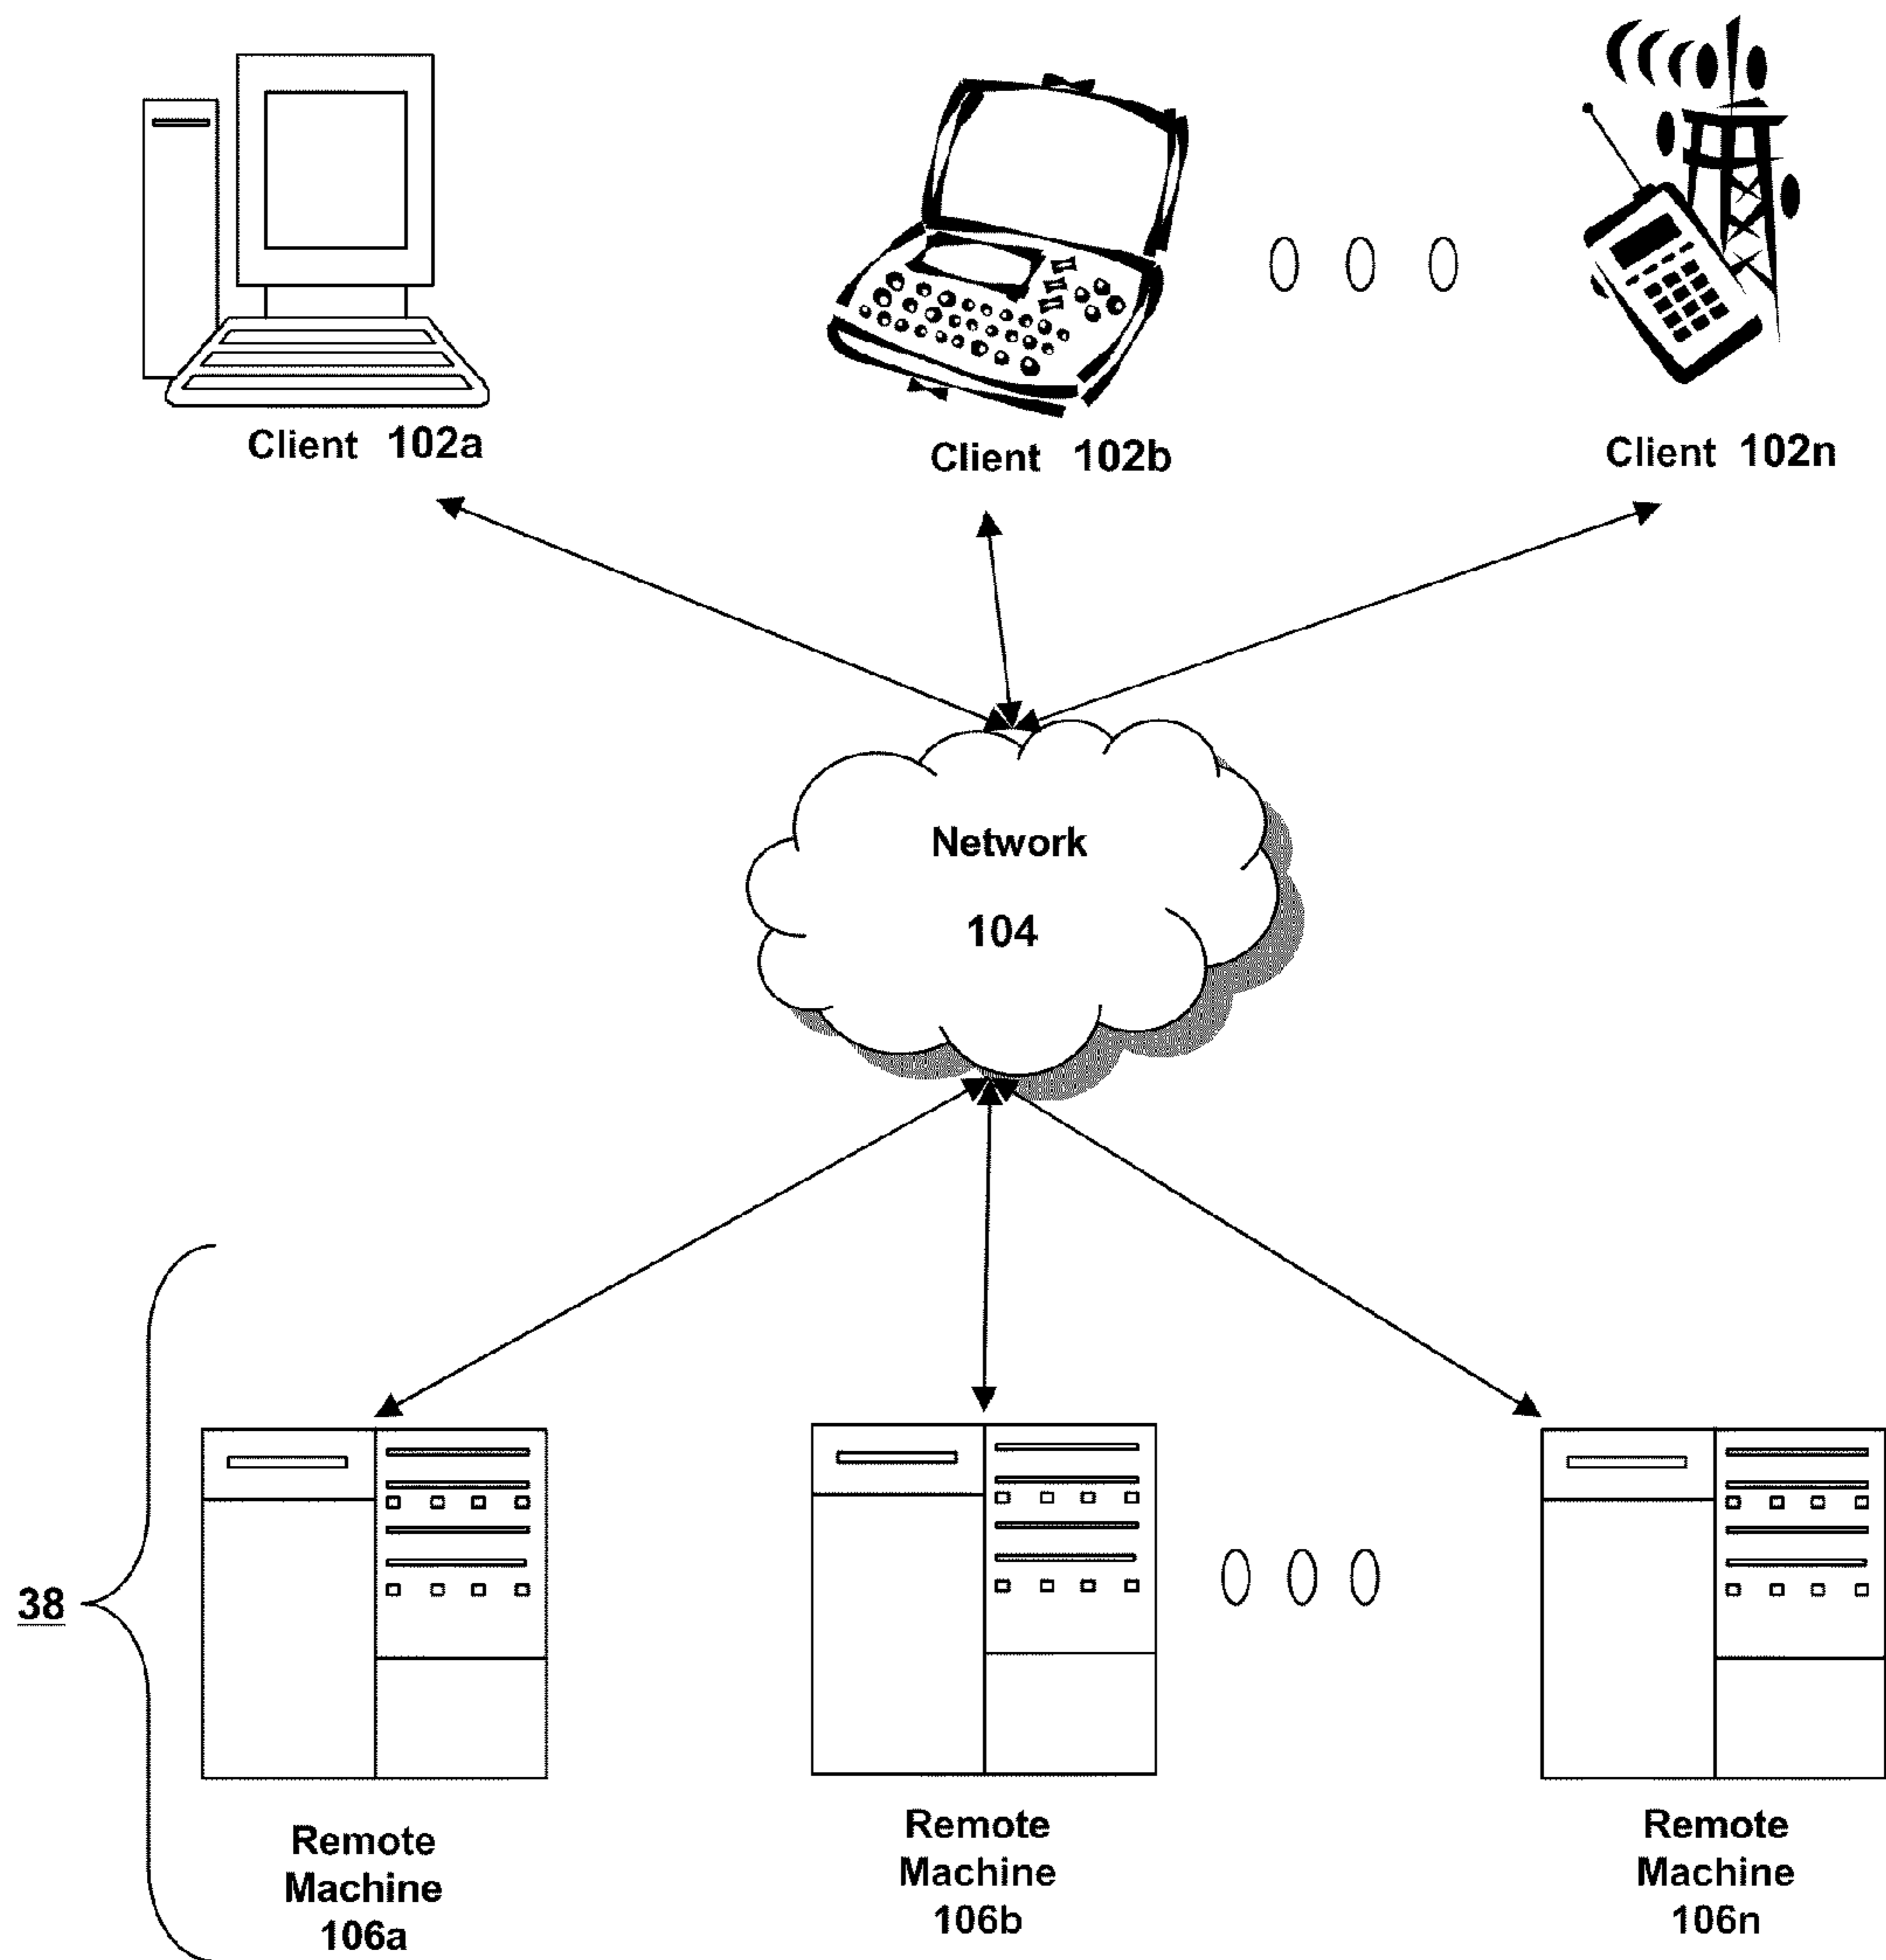 Client 102a
Client 102b
Client 102n
Network
104
38
Remote
Machine
106a
Remote
Machine
106b
Remote
Machine
106n